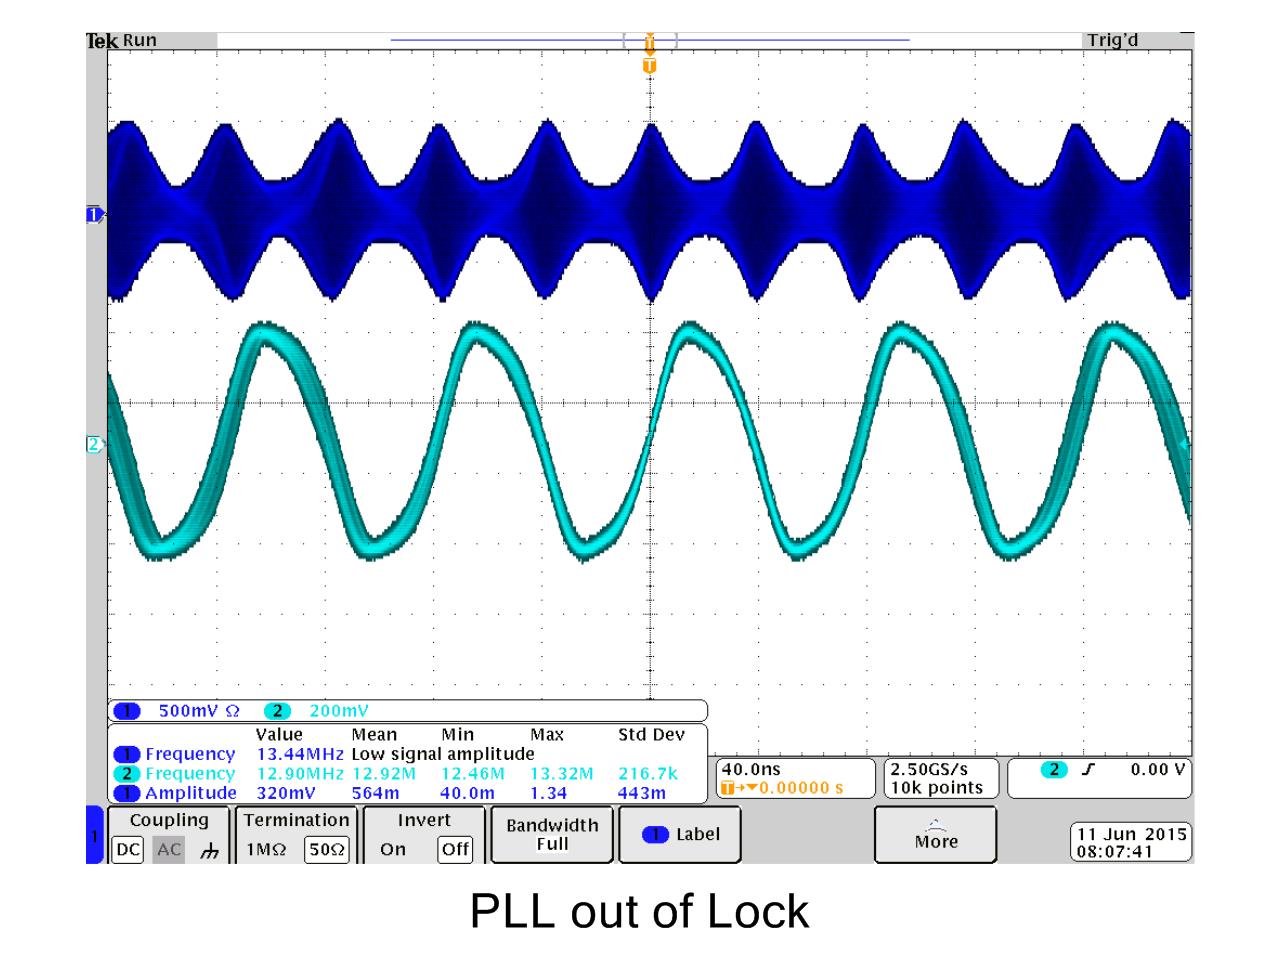 Tek Run Trig'd
T
T
1
2
1 500mV Ω 2 200mV
Value Mean Min Max Std Dev
1 Frequency 13.44MHz Low signal amplitude
2 Frequency 12.90MHz 12.92M 12.46M 13.32M 216.7k
1 Amplitude 320mV 564m 40.0m 1.34 443m
40.0ns
T→▼0.00000 s
2.50GS/s
10k points
2 0.00 V
1
Coupling
DC AC
Termination
1MΩ 50Ω
Invert
On Off
Bandwidth
Full
1 Label
More
11 Jun 2015
08:07:41
PLL out of Lock